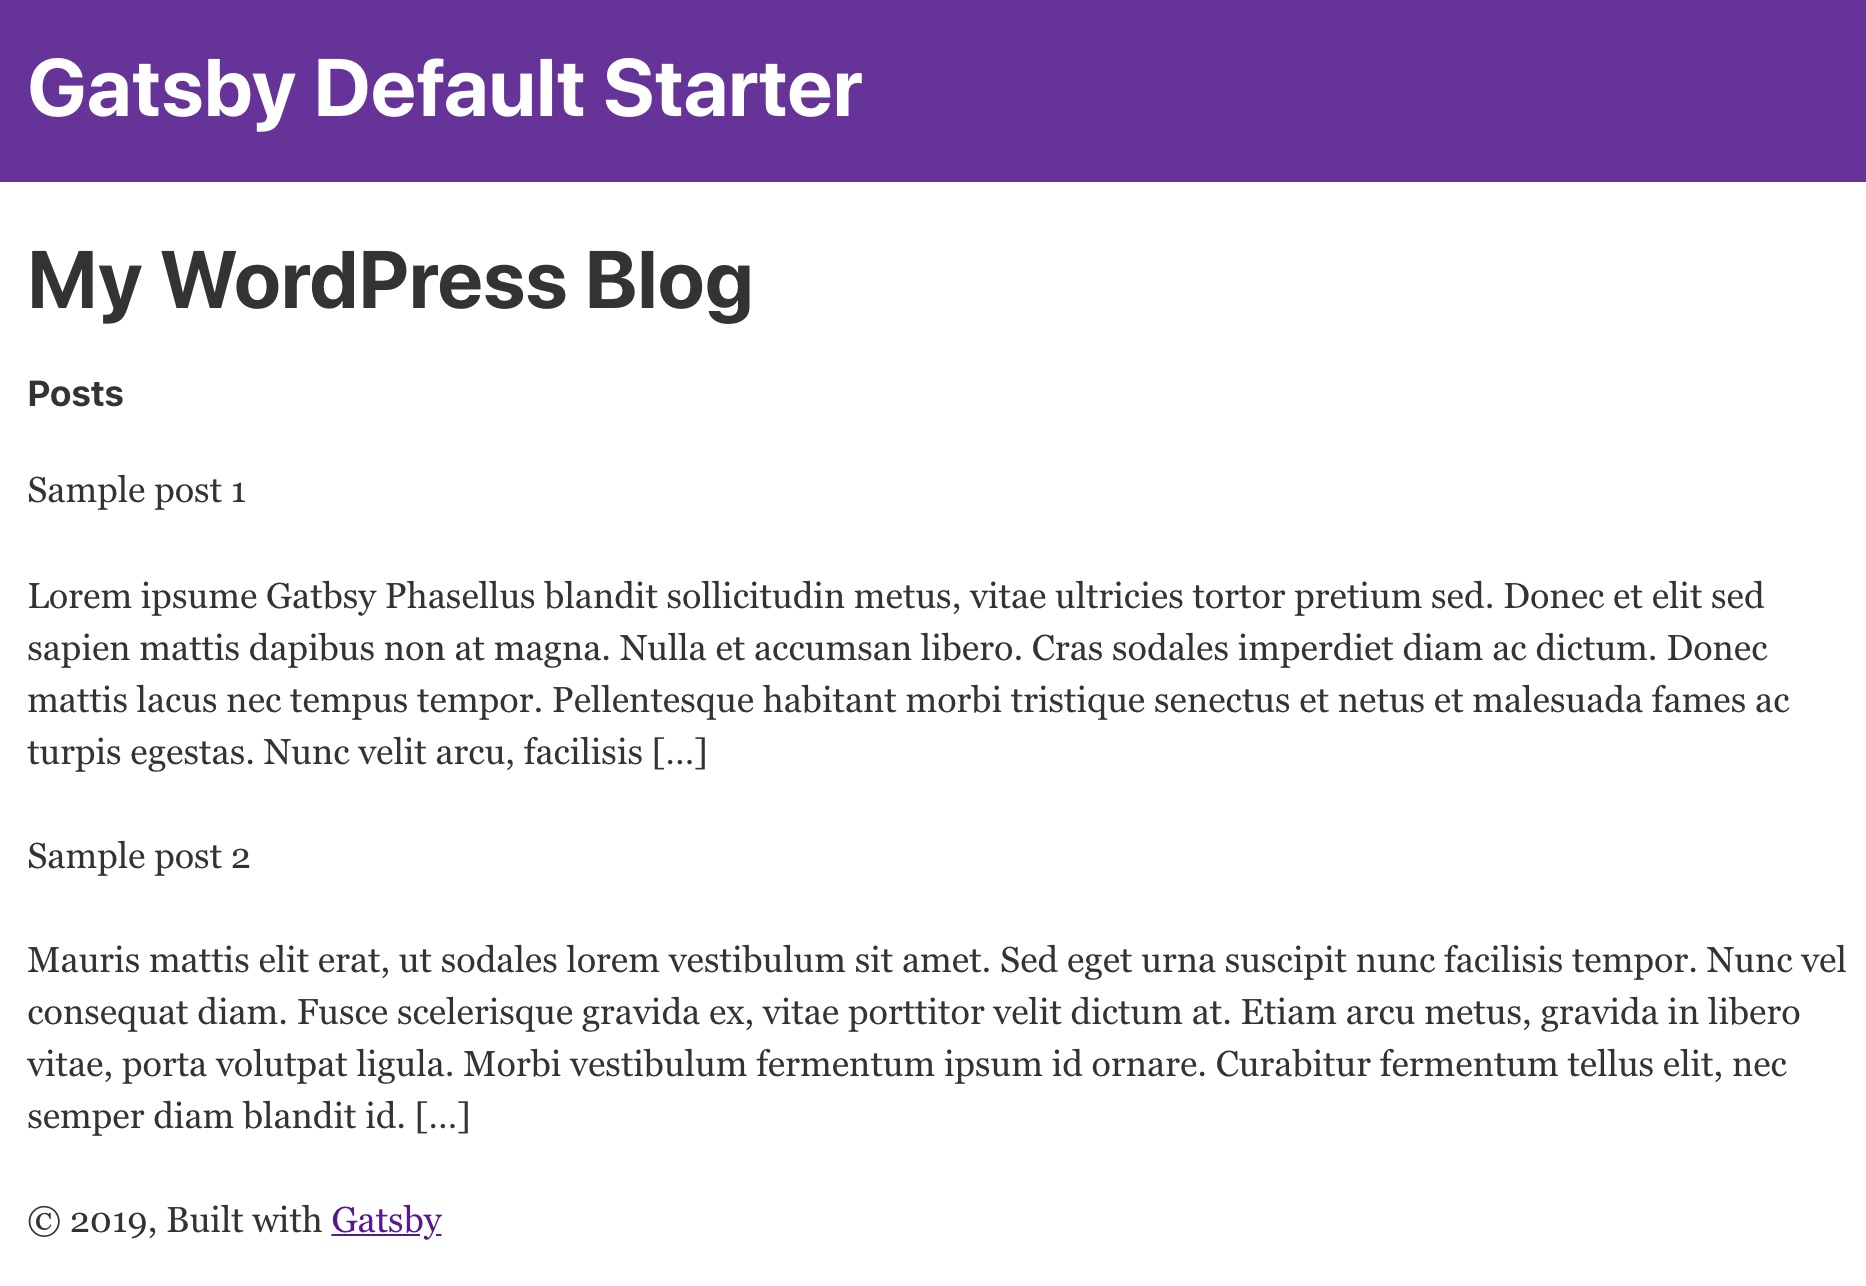 Gatsby Default Starter
My WordPress Blog
Posts
Sample post 1
Lorem ipsume Gatbsy Phasellus blandit sollicitudin metus, vitae ultricies tortor pretium sed. Donec et elit sed
sapien mattis dapibus non at magna. Nulla et accumsan libero. Cras sodales imperdiet diam ac dictum. Donec
mattis lacus nec tempus tempor. Pellentesque habitant morbi tristique senectus et netus et malesuada fames ac
turpis egestas. Nunc velit arcu, facilisis […]
Sample post 2
Mauris mattis elit erat, ut sodales lorem vestibulum sit amet. Sed eget urna suscipit nunc facilisis tempor. Nunc vel
consequat diam. Fusce scelerisque gravida ex, vitae porttitor velit dictum at. Etiam arcu metus, gravida in libero
vitae, porta volutpat ligula. Morbi vestibulum fermentum ipsum id ornare. Curabitur fermentum tellus elit, nec
semper diam blandit id. […]
© 2019, Built with Gatsby